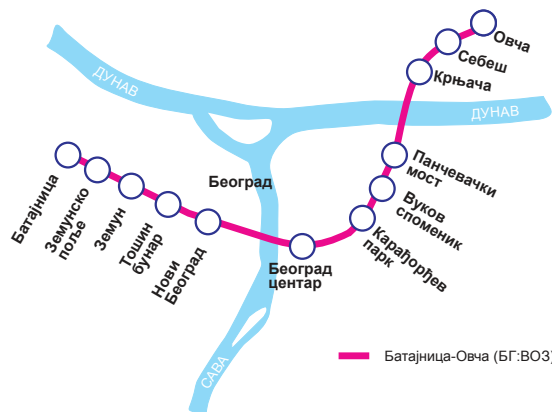 Овча
Себеш
Крњача
ДУНАВ
ДУНАВ
Панчевачки
мост
Вуков
споменик
Карађорђев
парк
Београд
Београд
центар
Батајница
Земунско
поље
Земун
Тошин
бунар
Нови
Београд
САВА
Батајница-Овча (БГ:ВОЗ)